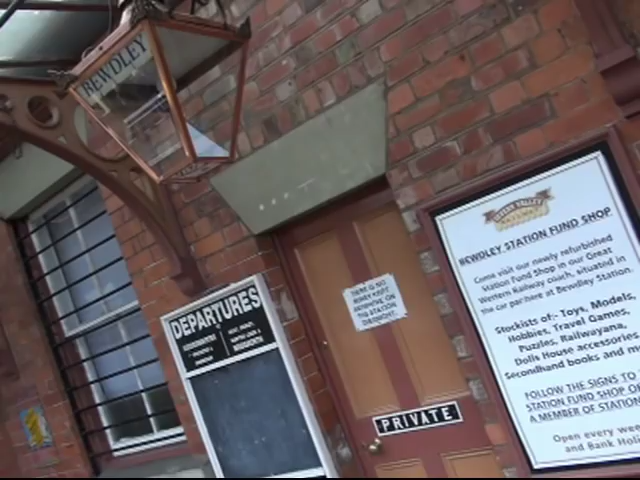 BEWDLEY
DEPARTURES
THERE IS NO
MONEY KEPT
OVERNIGHT ON
THIS STATION
PRIVATE
SEVERN VALLEY
RAILWAY
BEWDLEY STATION FUND SHOP
Come visit our newly refurbished
Station Fund Shop in our Great
Western Railway coach, situated in
the car park here at Bewdley Station.
Stockists of:- Toys, Models,
Hobbies, Travel Games,
Puzzles, Railwayana,
Dolls House accessories
Secondhand books and
FOLLOW THE SIGNS TO
STATION FUND SHOP
A MEMBER OF STATION
Open every
and Bank